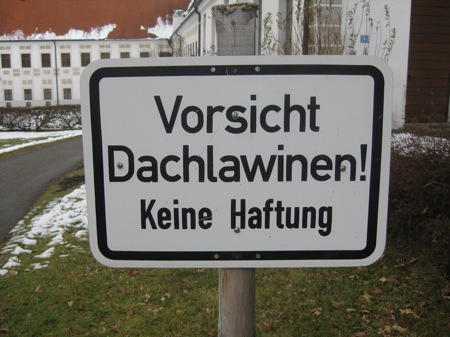 Vorsicht
Dachlawinen!
Keine Haftung